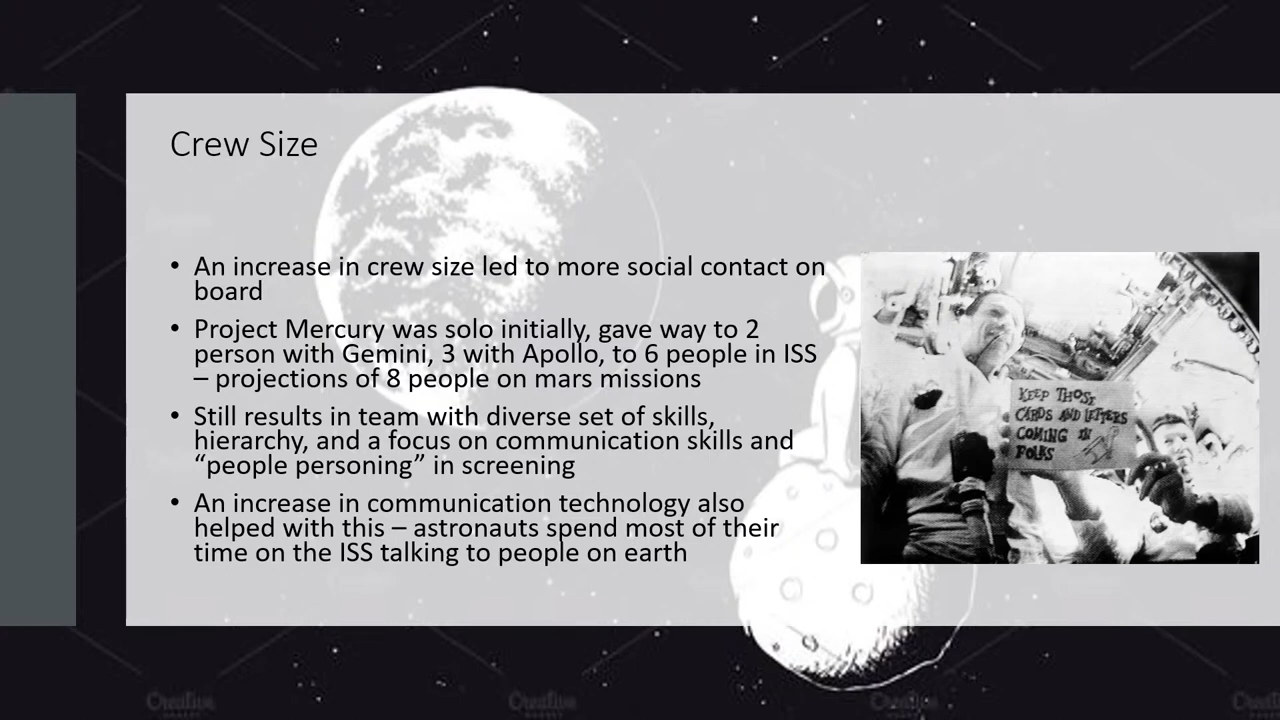 Crew Size
• An increase in crew size led to more social contact on
board
• Project Mercury was solo initially, gave way to 2
person with Gemini, 3 with Apollo, to 6 people in ISS
– projections of 8 people on mars missions
• Still results in team with diverse set of skills,
hierarchy, and a focus on communication skills and
“people personing” in screening
• An increase in communication technology also
helped with this – astronauts spend most of their
time on the ISS talking to people on earth
KEEP THOSE
CARDS AND LETTERS
COMING IN
FOLKS
Creative
Creative
Creative